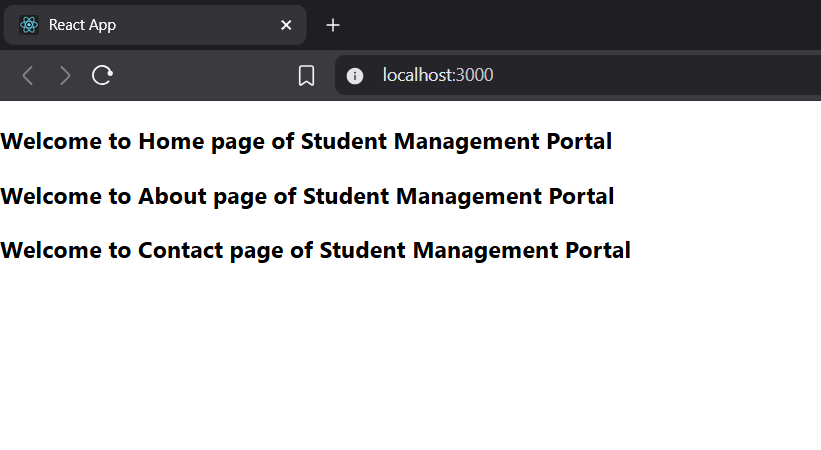 React App
localhost:3000
Welcome to Home page of Student Management Portal
Welcome to About page of Student Management Portal
Welcome to Contact page of Student Management Portal